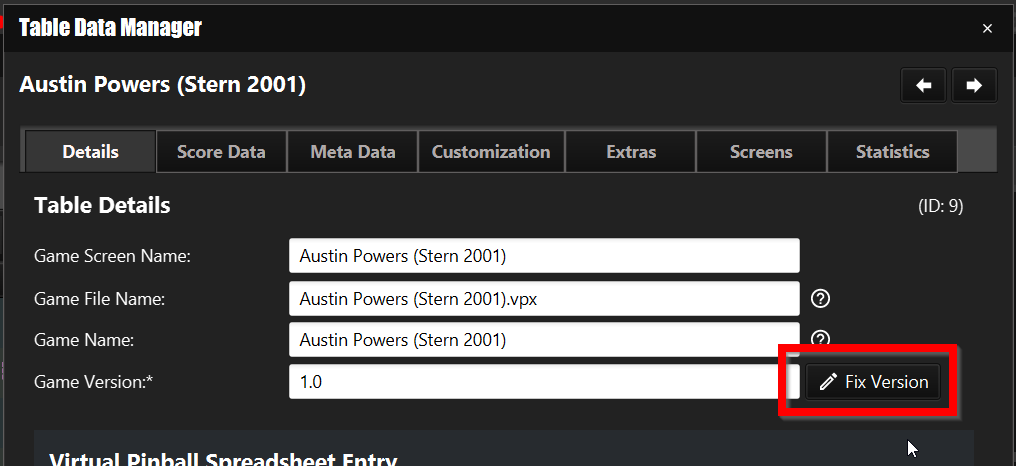 Table Data Manager
Austin Powers (Stern 2001)
Details Score Data Meta Data Customization Extras Screens Statistics
Table Details (ID: 9)
Game Screen Name: Austin Powers (Stern 2001)
Game File Name: Austin Powers (Stern 2001).vpx
Game Name: Austin Powers (Stern 2001)
Game Version:* 1.0 Fix Version
Virtual Pinball Spreadsheet Entry